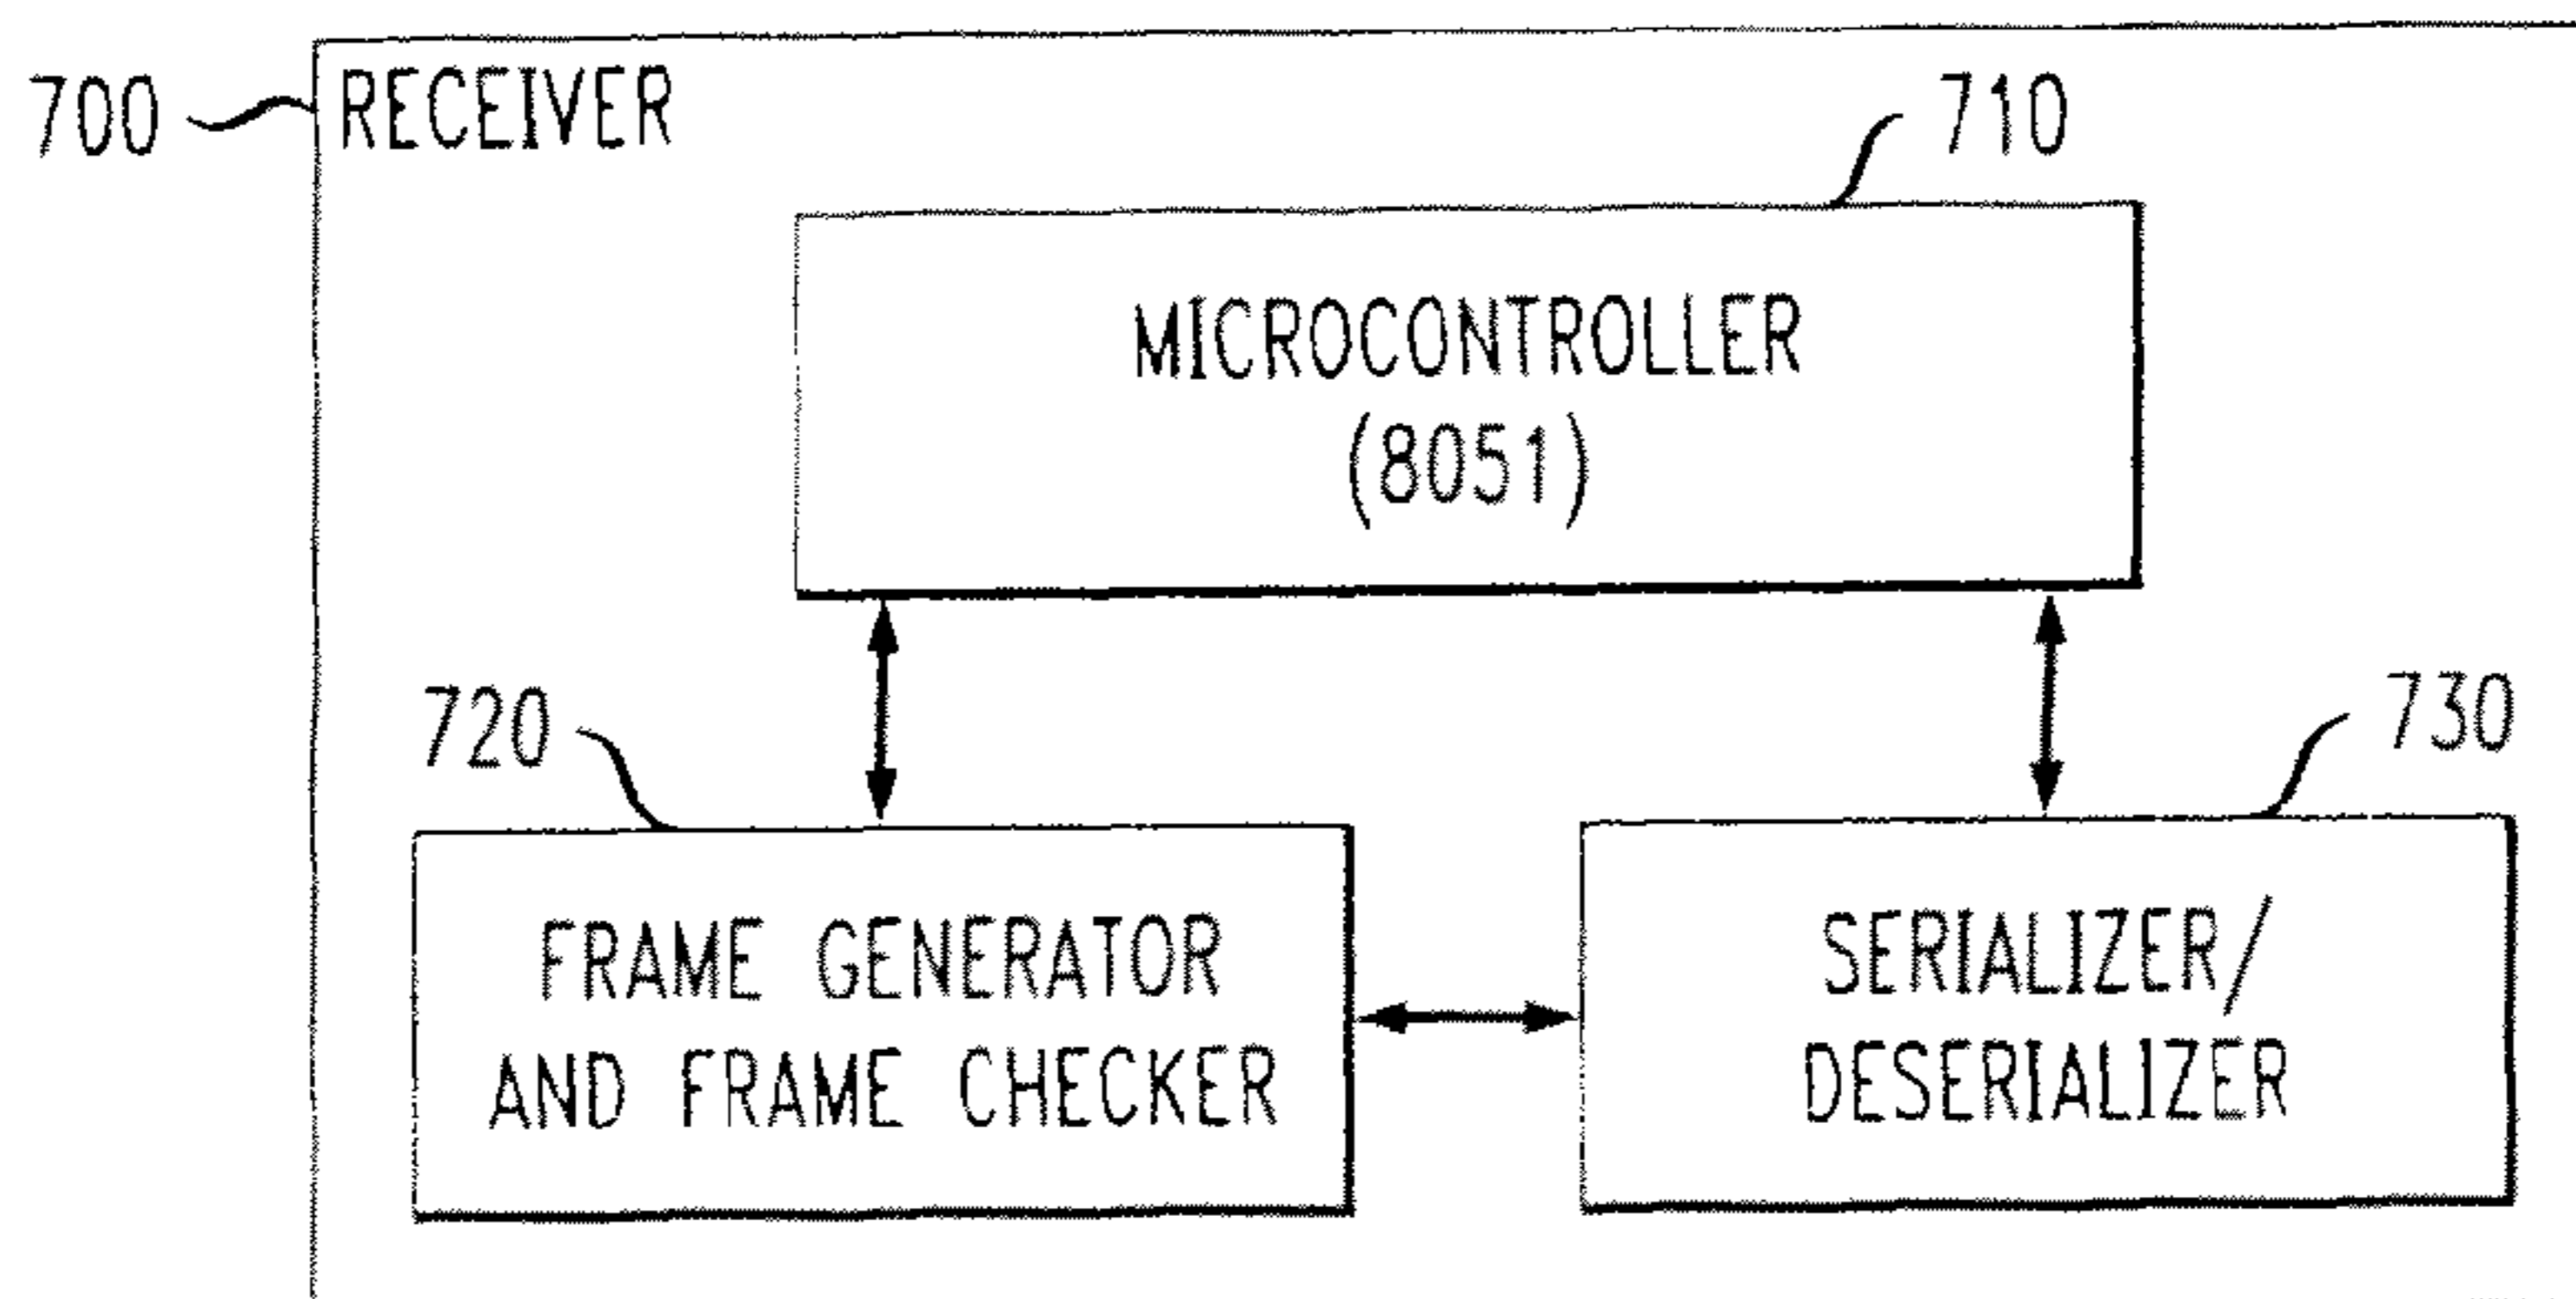 700
RECEIVER
710
MICROCONTROLLER
(8051)
720
730
FRAME GENERATOR
AND FRAME CHECKER
SERIALIZER/
DESERIALIZER